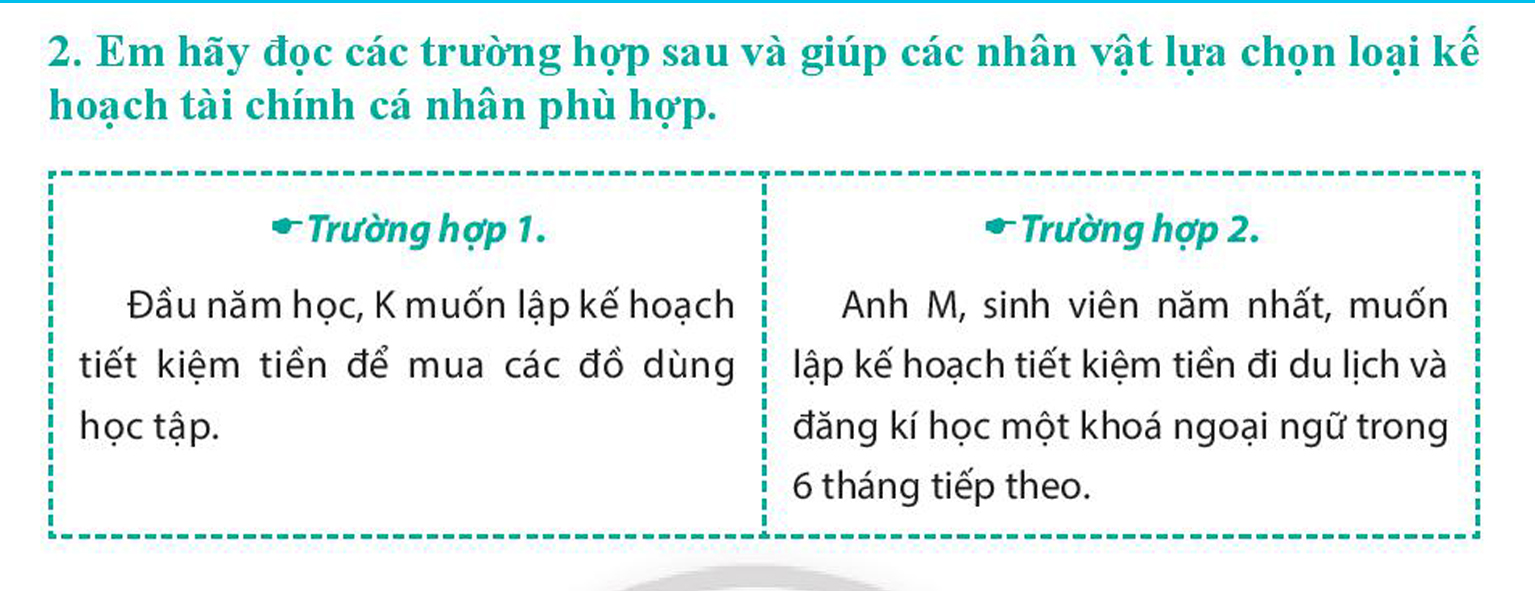 2. Em hãy đọc các trường hợp sau và giúp các nhân vật lựa chọn loại kế
hoạch tài chính cá nhân phù hợp.
Trường hợp 1.
Đầu năm học, K muốn lập kế hoạch
tiết kiệm tiền để mua các đồ dùng
học tập.
Trường hợp 2.
Anh M, sinh viên năm nhất, muốn
lập kế hoạch tiết kiệm tiền đi du lịch và
đăng kí học một khoá ngoại ngữ trong
6 tháng tiếp theo.